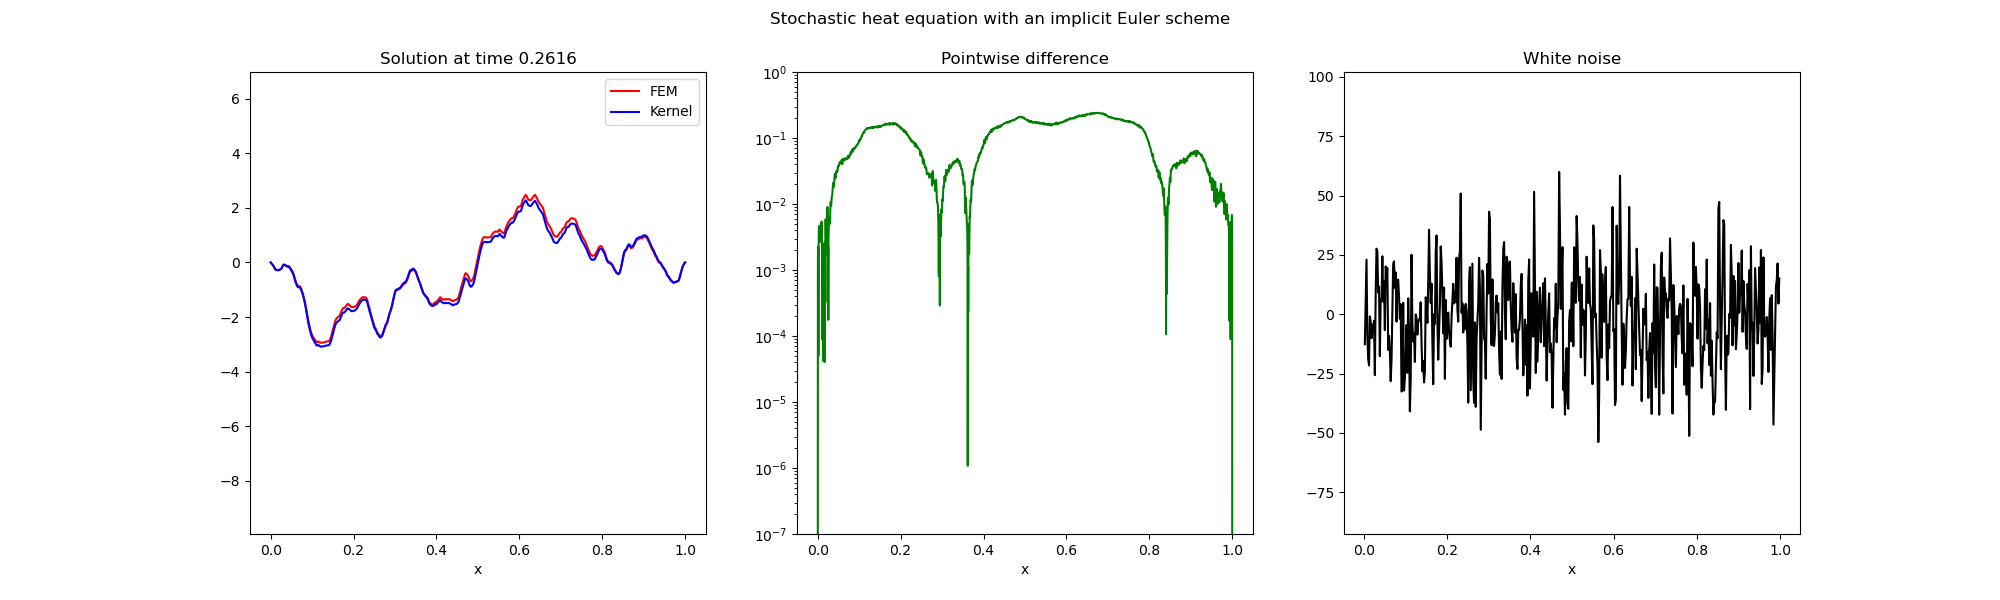 Stochastic heat equation with an implicit Euler scheme
Solution at time 0.2616
6
4
2
0
−2
−4
−6
−8
0.0 0.2 0.4 0.6 0.8 1.0
x
FEM
Kernel
Pointwise difference
10^0
10^−1
10^−2
10^−3
10^−4
10^−5
10^−6
10^−7
0.0 0.2 0.4 0.6 0.8 1.0
x
White noise
100
75
50
25
0
−25
−50
−75
0.0 0.2 0.4 0.6 0.8 1.0
x